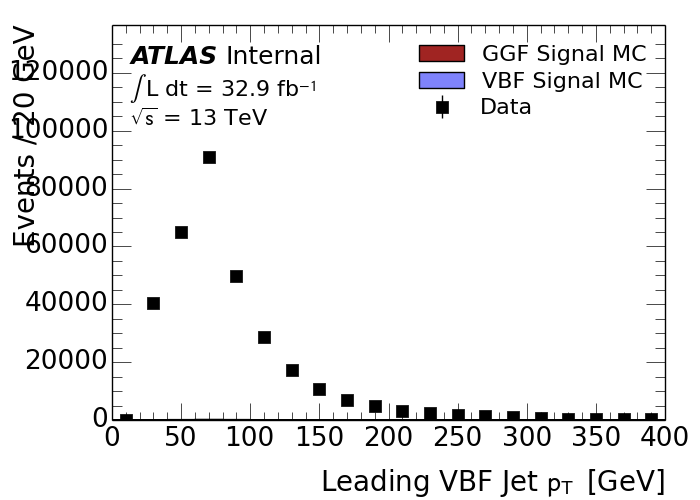 ATLAS Internal
∫L dt = 32.9 fb⁻¹
√s = 13 TeV
GGF Signal MC
VBF Signal MC
Data
Events / 20 GeV
120000
100000
80000
60000
40000
20000
0
0 50 100 150 200 250 300 350 400
Leading VBF Jet pT [GeV]